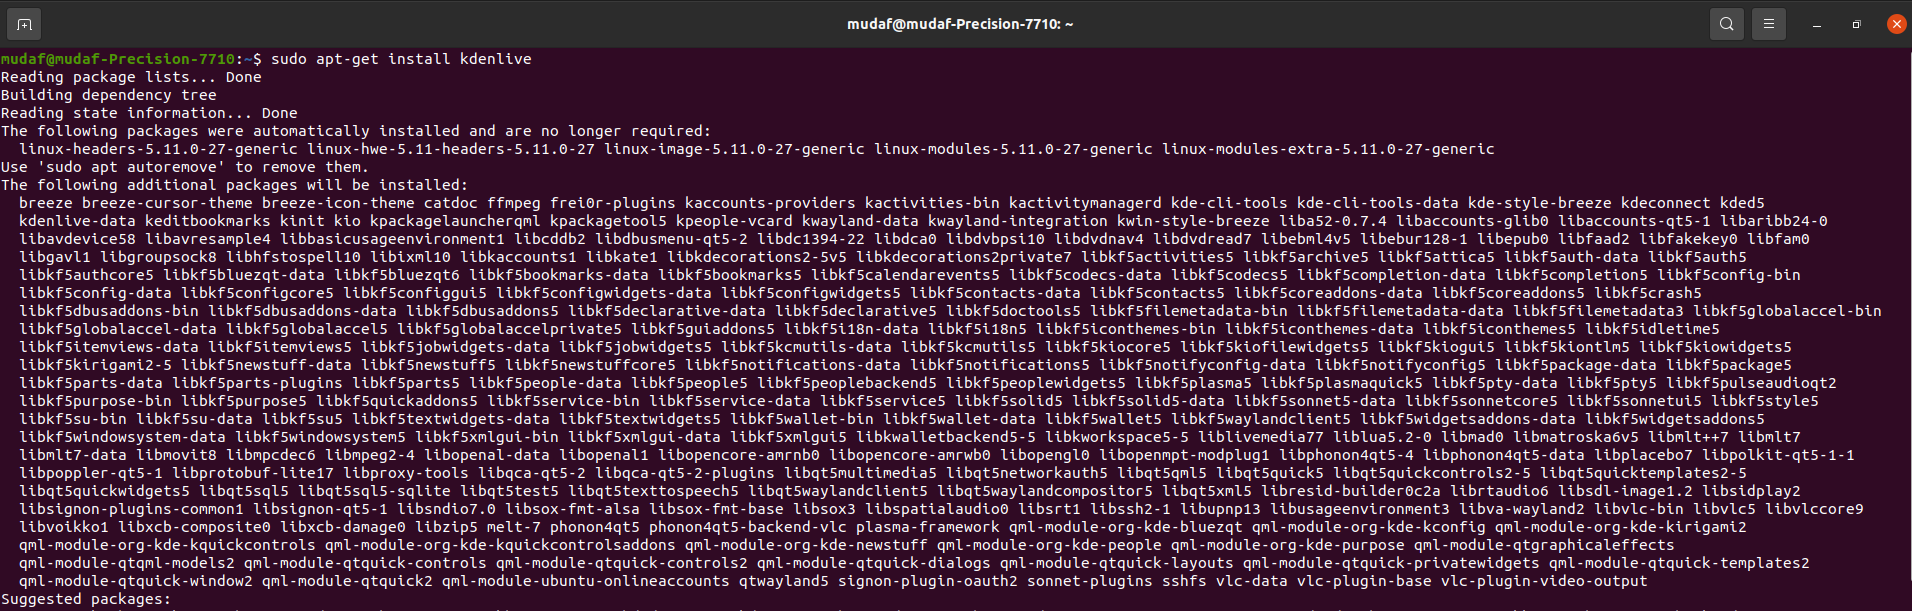 mudaf@mudaf-Precision-7710: ~
mudaf@mudaf-Precision-7710:~$ sudo apt-get install kdenlive
Reading package lists... Done
Building dependency tree
Reading state information... Done
The following packages were automatically installed and are no longer required:
linux-headers-5.11.0-27-generic linux-hwe-5.11-headers-5.11.0-27 linux-image-5.11.0-27-generic linux-modules-5.11.0-27-generic linux-modules-extra-5.11.0-27-generic
Use 'sudo apt autoremove' to remove them.
The following additional packages will be installed:
breeze breeze-cursor-theme breeze-icon-theme catdoc ffmpeg frei0r-plugins kaccounts-providers kactivities-bin kactivitymanagerd kde-cli-tools kde-cli-tools-data kde-style-breeze kdeconnect kded5
kdenlive-data keditbookmarks kinit kio kpackagelauncherqml kpackagetool5 kpeople-vcard kwayland-data kwayland-integration kwin-style-breeze liba52-0.7.4 libaccounts-glib0 libaccounts-qt5-1 libaribb24-0
libavdevice58 libavresample4 libbasicusageenvironment1 libcddb2 libdbusmenu-qt5-2 libdc1394-22 libdca0 libdvbpsi10 libdvdnav4 libdvdread7 libebml4v5 libebur128-1 libepub0 libfaad2 libfakekey0 libfam0
libgavl1 libgroupsock8 libhfstospell10 libixml10 libkaccounts1 libkate1 libkdecorations2-5v5 libkdecorations2private7 libkf5activities5 libkf5archive5 libkf5attica5 libkf5auth-data libkf5auth5
libkf5authcore5 libkf5bluezqt-data libkf5bluezqt6 libkf5bookmarks-data libkf5bookmarks5 libkf5calendarevents5 libkf5codecs-data libkf5codecs5 libkf5completion-data libkf5completion5 libkf5config-bin
libkf5config-data libkf5configcore5 libkf5configgui5 libkf5configwidgets-data libkf5configwidgets5 libkf5contacts-data libkf5contacts5 libkf5coreaddons-data libkf5coreaddons5 libkf5crash5
libkf5dbusaddons-bin libkf5dbusaddons-data libkf5dbusaddons5 libkf5declarative-data libkf5declarative5 libkf5doctools5 libkf5filemetadata-bin libkf5filemetadata-data libkf5filemetadata3 libkf5globalaccel-bin
libkf5globalaccel-data libkf5globalaccel5 libkf5globalaccelprivate5 libkf5guiaddons5 libkf5i18n-data libkf5i18n5 libkf5iconthemes-bin libkf5iconthemes-data libkf5iconthemes5 libkf5idletime5
libkf5itemviews-data libkf5itemviews5 libkf5jobwidgets-data libkf5jobwidgets5 libkf5kcmutils-data libkf5kcmutils5 libkf5kiocore5 libkf5kiofilewidgets5 libkf5kiogui5 libkf5kiontlm5 libkf5kiowidgets5
libkf5kirigami2-5 libkf5newstuff-data libkf5newstuff5 libkf5newstuffcore5 libkf5notifications-data libkf5notifications5 libkf5notifyconfig-data libkf5notifyconfig5 libkf5package-data libkf5package5
libkf5parts-data libkf5parts-plugins libkf5parts5 libkf5people-data libkf5people5 libkf5peoplebackend5 libkf5peoplewidgets5 libkf5plasma5 libkf5plasmaquick5 libkf5pty-data libkf5pty5 libkf5pulseaudioqt2
libkf5purpose-bin libkf5purpose5 libkf5quickaddons5 libkf5service-bin libkf5service-data libkf5service5 libkf5solid5 libkf5solid5-data libkf5sonnet5-data libkf5sonnetcore5 libkf5sonnetui5 libkf5style5
libkf5su-bin libkf5su-data libkf5su5 libkf5textwidgets-data libkf5textwidgets5 libkf5wallet-bin libkf5wallet-data libkf5wallet5 libkf5waylandclient5 libkf5widgetsaddons-data libkf5widgetsaddons5
libkf5windowsystem-data libkf5windowsystem5 libkf5xmlgui-bin libkf5xmlgui-data libkf5xmlgui5 libkwalletbackend5-5 libkworkspace5-5 liblivemedia77 liblua5.2-0 libmad0 libmatroska6v5 libmlt++7 libmlt7
libmlt7-data libmovit8 libmpcdec6 libmpeg2-4 libopenal-data libopenal1 libopencore-amrnb0 libopencore-amrwb0 libopengl0 libopenmpt-modplug1 libphonon4qt5-4 libphonon4qt5-data libplacebo7 libpolkit-qt5-1-1
libpoppler-qt5-1 libprotobuf-lite17 libproxy-tools libqca-qt5-2 libqca-qt5-2-plugins libqt5multimedia5 libqt5networkauth5 libqt5qml5 libqt5quick5 libqt5quickcontrols2-5 libqt5quicktemplates2-5
libqt5quickwidgets5 libqt5sql5 libqt5sql5-sqlite libqt5test5 libqt5texttospeech5 libqt5waylandclient5 libqt5waylandcompositor5 libqt5xml5 libresid-builder0c2a librtaudio6 libsdl-image1.2 libsidplay2
libsignon-plugins-common1 libsignon-qt5-1 libsndio7.0 libsox-fmt-alsa libsox-fmt-base libsox3 libspatialaudio0 libsrt1 libssh2-1 libupnp13 libusageenvironment3 libva-wayland2 libvlc-bin libvlc5 libvlccore9
libvoikko1 libxcb-composite0 libxcb-damage0 libzip5 melt-7 phonon4qt5 phonon4qt5-backend-vlc plasma-framework qml-module-org-kde-bluezqt qml-module-org-kde-kconfig qml-module-org-kde-kirigami2
qml-module-org-kde-kquickcontrols qml-module-org-kde-kquickcontrolsaddons qml-module-org-kde-newstuff qml-module-org-kde-people qml-module-org-kde-purpose qml-module-qtgraphicaleffects
qml-module-qtqml-models2 qml-module-qtquick-controls qml-module-qtquick-controls2 qml-module-qtquick-dialogs qml-module-qtquick-layouts qml-module-qtquick-privatewidgets qml-module-qtquick-templates2
qml-module-qtquick-window2 qml-module-qtquick2 qml-module-ubuntu-onlineaccounts qtwayland5 signon-plugin-oauth2 sonnet-plugins sshfs vlc-data vlc-plugin-base vlc-plugin-video-output
Suggested packages: